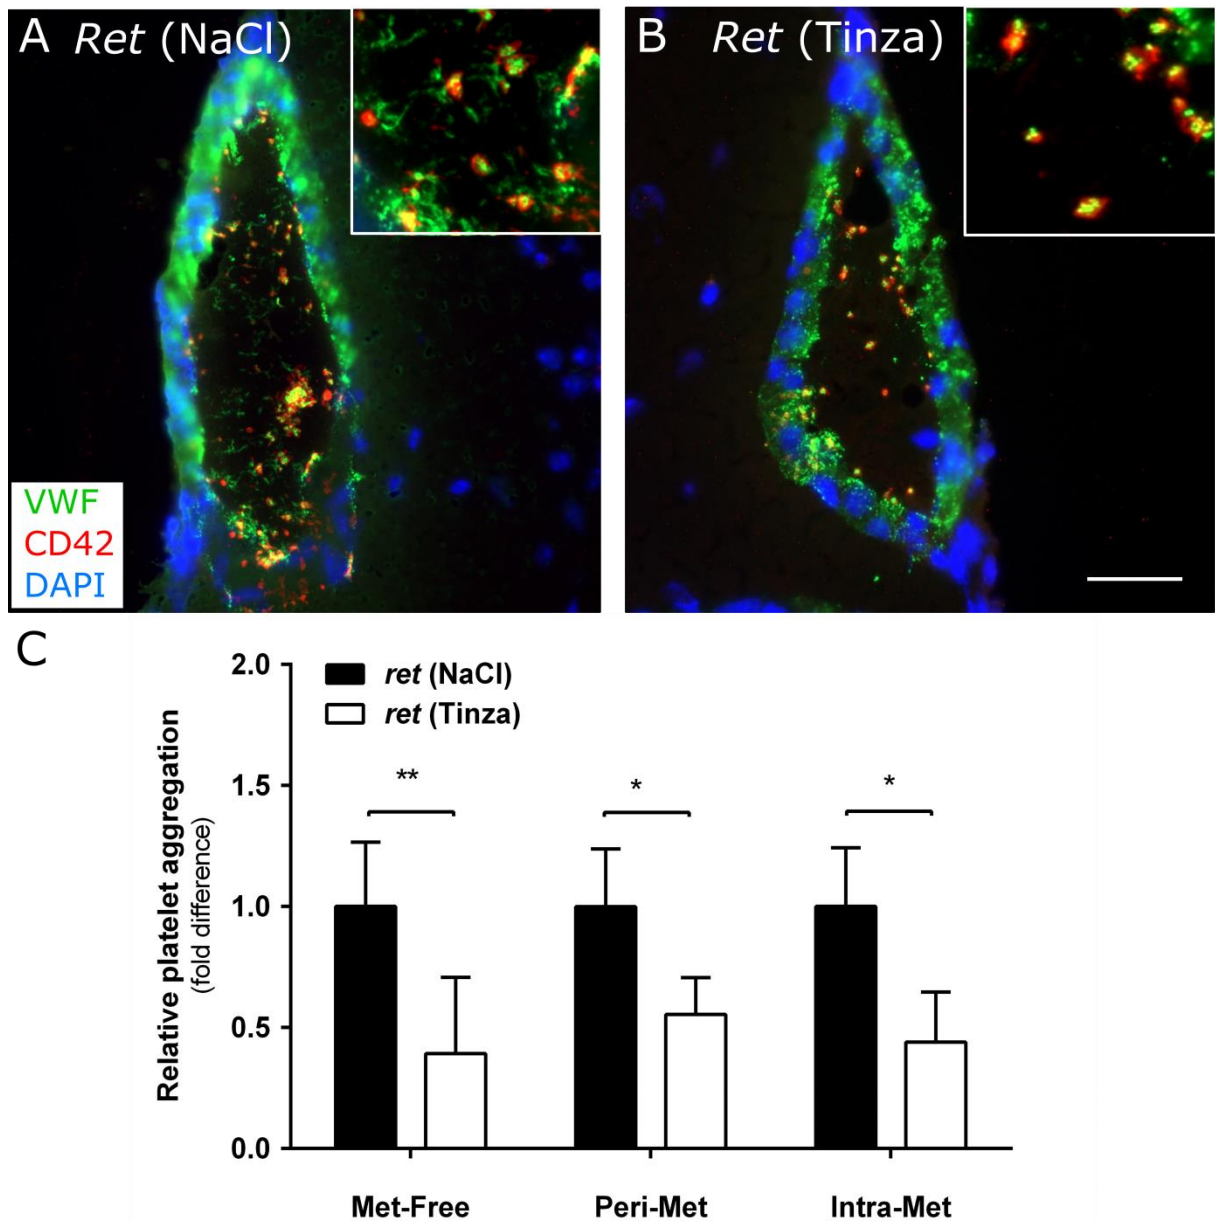 A Ret (NaCl)
B Ret (Tinza)
VWF
CD42
DAPI
C
ret (NaCl)
ret (Tinza)
Relative platelet aggregation
(fold difference)
2.0
1.5
1.0
0.5
0.0
**
*
*
Met-Free Peri-Met Intra-Met